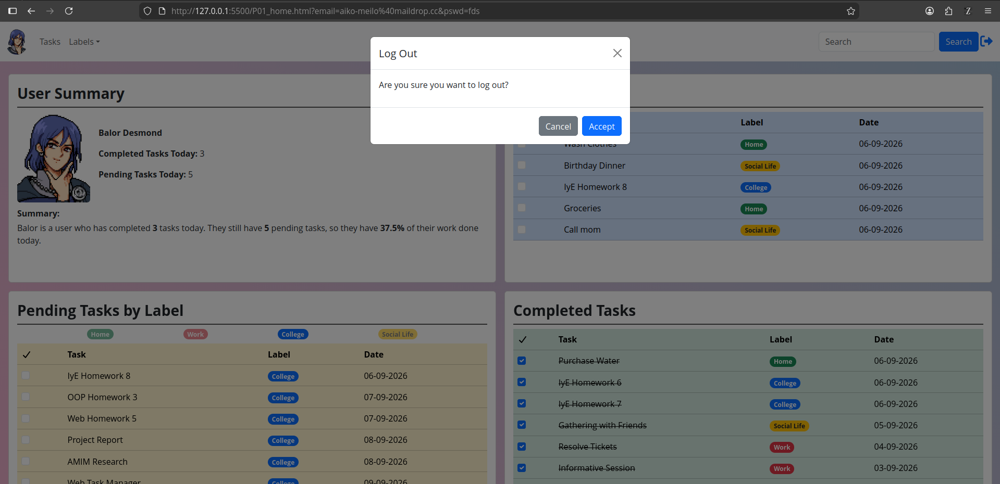 http://127.0.0.1:5500/P01_home.html?email=aiko-meilo%40maildrop.cc&pswd=fds
Tasks Labels Search Search
Log Out
Are you sure you want to log out?
Cancel Accept
User Summary
Balor Desmond
Completed Tasks Today: 3
Pending Tasks Today: 5
Summary:
Balor is a user who has completed 3 tasks today. They still have 5 pending tasks, so they have 37.5% of their work done
today.
Label Date
Wash Clothes Home 06-09-2026
Birthday Dinner Social Life 06-09-2026
IyE Homework 8 College 06-09-2026
Groceries Home 06-09-2026
Call mom Social Life 06-09-2026
Pending Tasks by Label
Home Work College Social Life
✓ Task Label Date
IyE Homework 8 College 06-09-2026
OOP Homework 3 College 07-09-2026
Web Homework 5 College 07-09-2026
Project Report College 08-09-2026
AMIM Research College 08-09-2026
Web Task Manager College 09-09-2026
Completed Tasks
✓ Task Label Date
Purchase Water Home 06-09-2026
IyE Homework 6 College 06-09-2026
IyE Homework 7 College 06-09-2026
Gathering with Friends Social Life 05-09-2026
Resolve Tickets Work 04-09-2026
Informative Session Work 03-09-2026